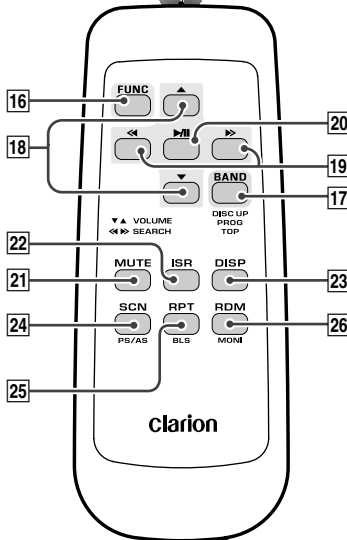 FUNC
16
20
18
19
BAND
17
DISC UP
PROG
TOP
▼▲ VOLUME
◀◀ ▶▶ SEARCH
22
MUTE ISR DISP
21
23
SCN RPT RDM
24
26
PS/AS BLS MONI
25
clarion